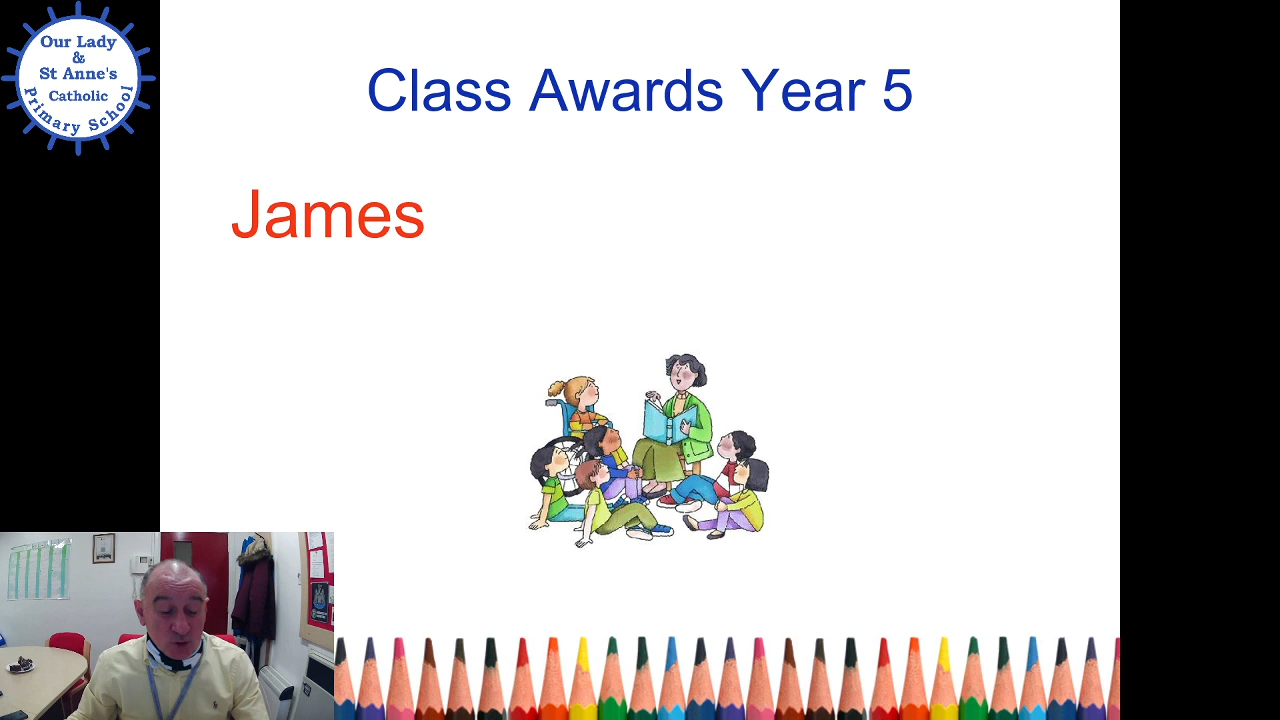 Our Lady
&
St Anne's
Catholic
Primary School
Class Awards Year 5
James